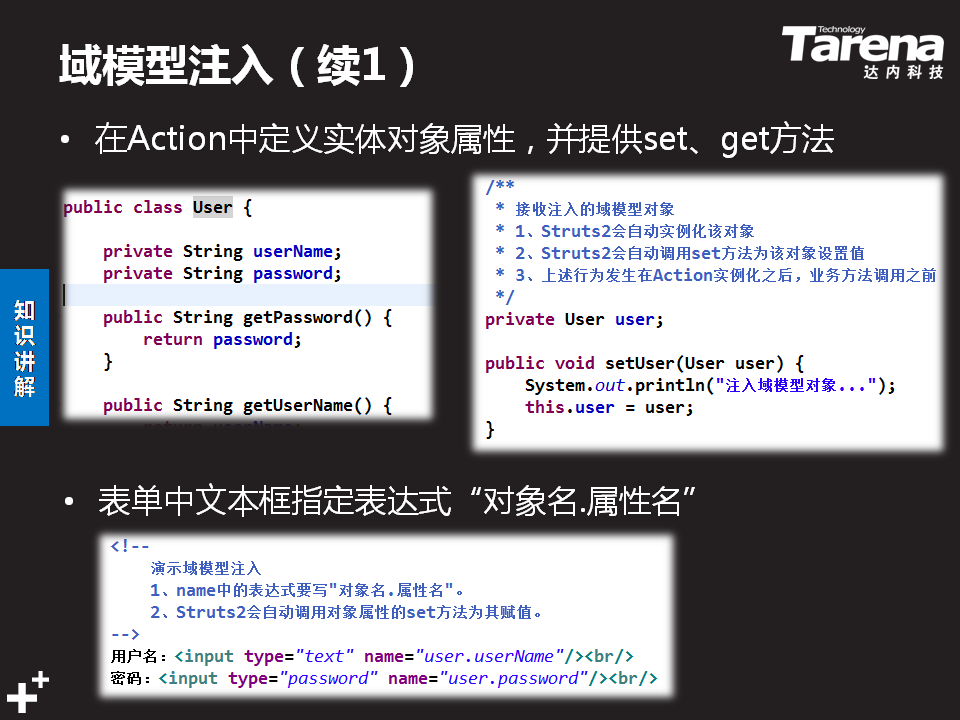 域模型注入（续1）
Technology
Tarena
达内科技
• 在Action中定义实体对象属性，并提供set、get方法
public class User {
private String userName;
private String password;
public String getPassword() {
return password;
}
public String getUserName() {
/**
* 接收注入的域模型对象
* 1、Struts2会自动实例化该对象
* 2、Struts2会自动调用set方法为该对象设置值
* 3、上述行为发生在Action实例化之后，业务方法调用之前
*/
private User user;
public void setUser(User user) {
System.out.println("注入域模型对象...");
this.user = user;
}
知识讲解
• 表单中文本框指定表达式“对象名.属性名”
<!--
演示域模型注入
1、name中的表达式要写"对象名.属性名"。
2、Struts2会自动调用对象属性的set方法为其赋值。
-->
用户名：<input type="text" name="user.userName"/><br/>
密码：<input type="password" name="user.password"/><br/>